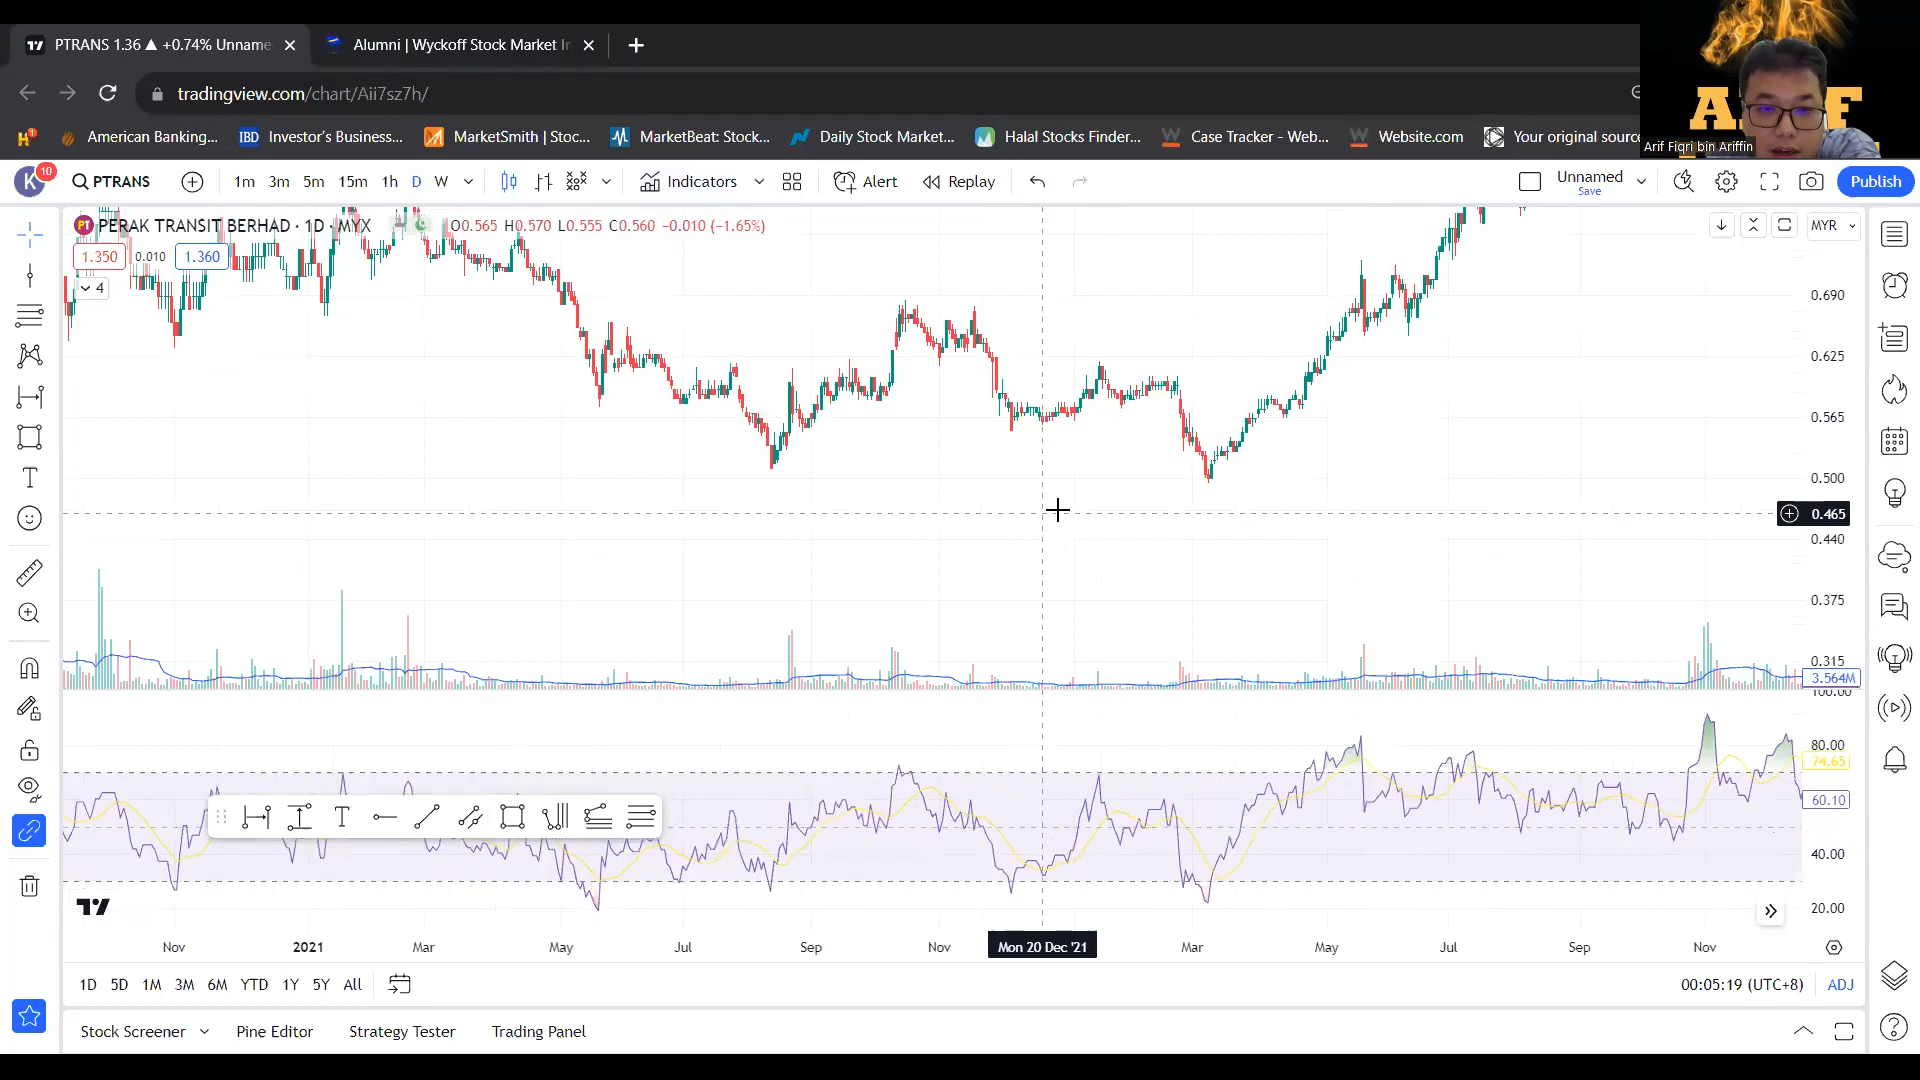 PTRANS 1.36 ▲ +0.74% Unname
Alumni | Wyckoff Stock Market In
tradingview.com/chart/Aii7sz7h/
American Banking...
IBD Investor's Business...
MarketSmith | Stoc...
MarketBeat: Stock...
Daily Stock Market...
Halal Stocks Finder...
Case Tracker - Web...
Website.com
Your original source
Arif Fiqri bin Ariffin
K 10
PTRANS
1m 3m 5m 15m 1h D W
Indicators
Alert
Replay
Unnamed
Save
Publish
PERAK TRANSIT BERHAD · 1D · MYX
O0.565 H0.570 L0.555 C0.560 −0.010 (−1.65%)
MYR
1.350 0.010 1.360
4
0.690
0.625
0.565
0.500
0.465
0.440
0.375
0.315
3.564M
100.00
80.00
74.65
60.10
40.00
20.00
Nov 2021 Mar May Jul Sep Nov Mon 20 Dec '21 Mar May Jul Sep Nov
1D 5D 1M 3M 6M YTD 1Y 5Y All
00:05:19 (UTC+8) ADJ
Stock Screener Pine Editor Strategy Tester Trading Panel